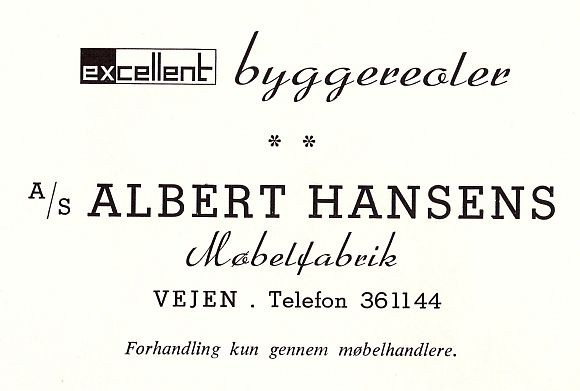 excellent byggereoler
* *
A/S ALBERT HANSENS
Møbelfabrik
VEJEN . Telefon 361144
Forhandling kun gennem møbelhandlere.